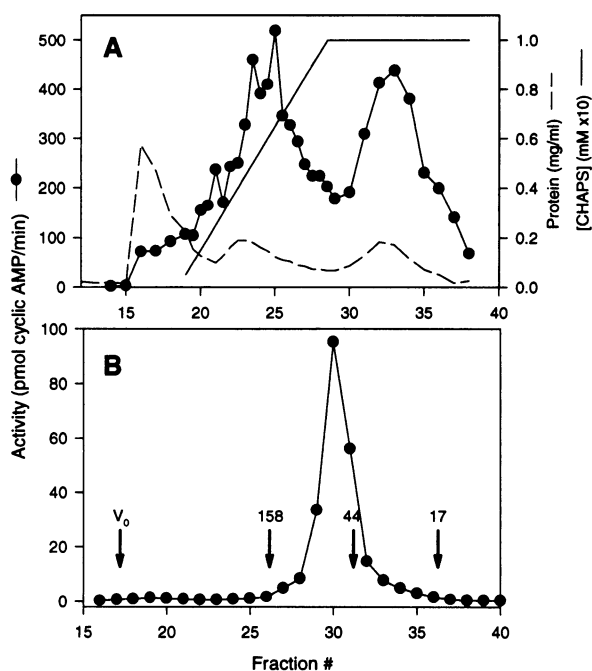 A
500
400
300
200
100
0
1.0
0.8
0.6
0.4
0.2
0.0
15 20 25 30 35 40
Protein (mg/ml)
[CHAPS] (mM x10)
Activity (pmol cyclic AMP/min)
B
100
80
60
40
20
0
V₀
158
44
17
15 20 25 30 35 40
Fraction #